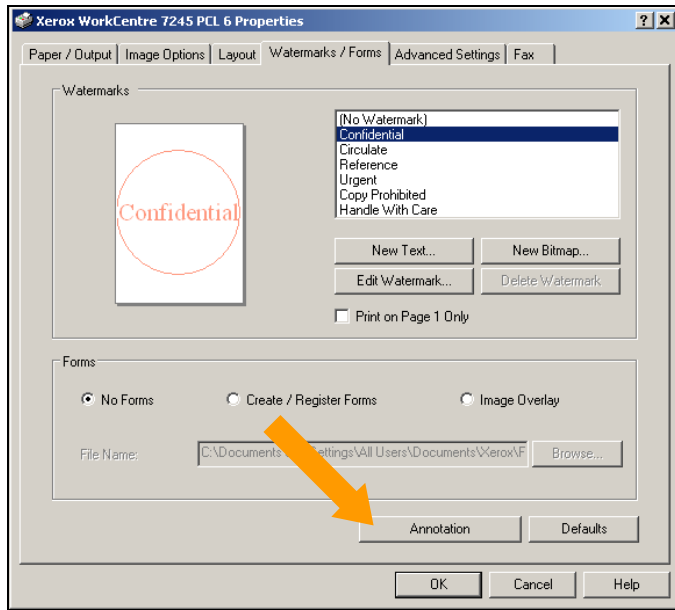 Xerox WorkCentre 7245 PCL 6 Properties
Paper / Output Image Options Layout Watermarks / Forms Advanced Settings Fax
Watermarks
(No Watermark)
Confidential
Circulate
Reference
Urgent
Copy Prohibited
Handle With Care
Confidential
New Text... New Bitmap...
Edit Watermark... Delete Watermark
Print on Page 1 Only
Forms
No Forms Create / Register Forms Image Overlay
File Name: C:\Documents ettings\All Users\Documents\Xerox\F Browse...
Annotation Defaults
OK Cancel Help